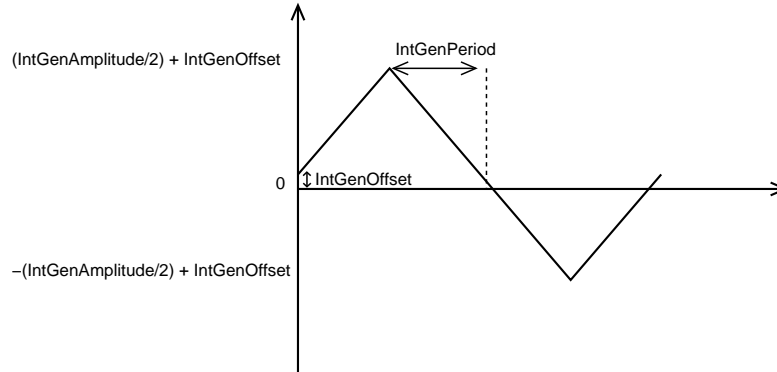 IntGenPeriod
(IntGenAmplitude/2) + IntGenOffset
0
IntGenOffset
−(IntGenAmplitude/2) + IntGenOffset